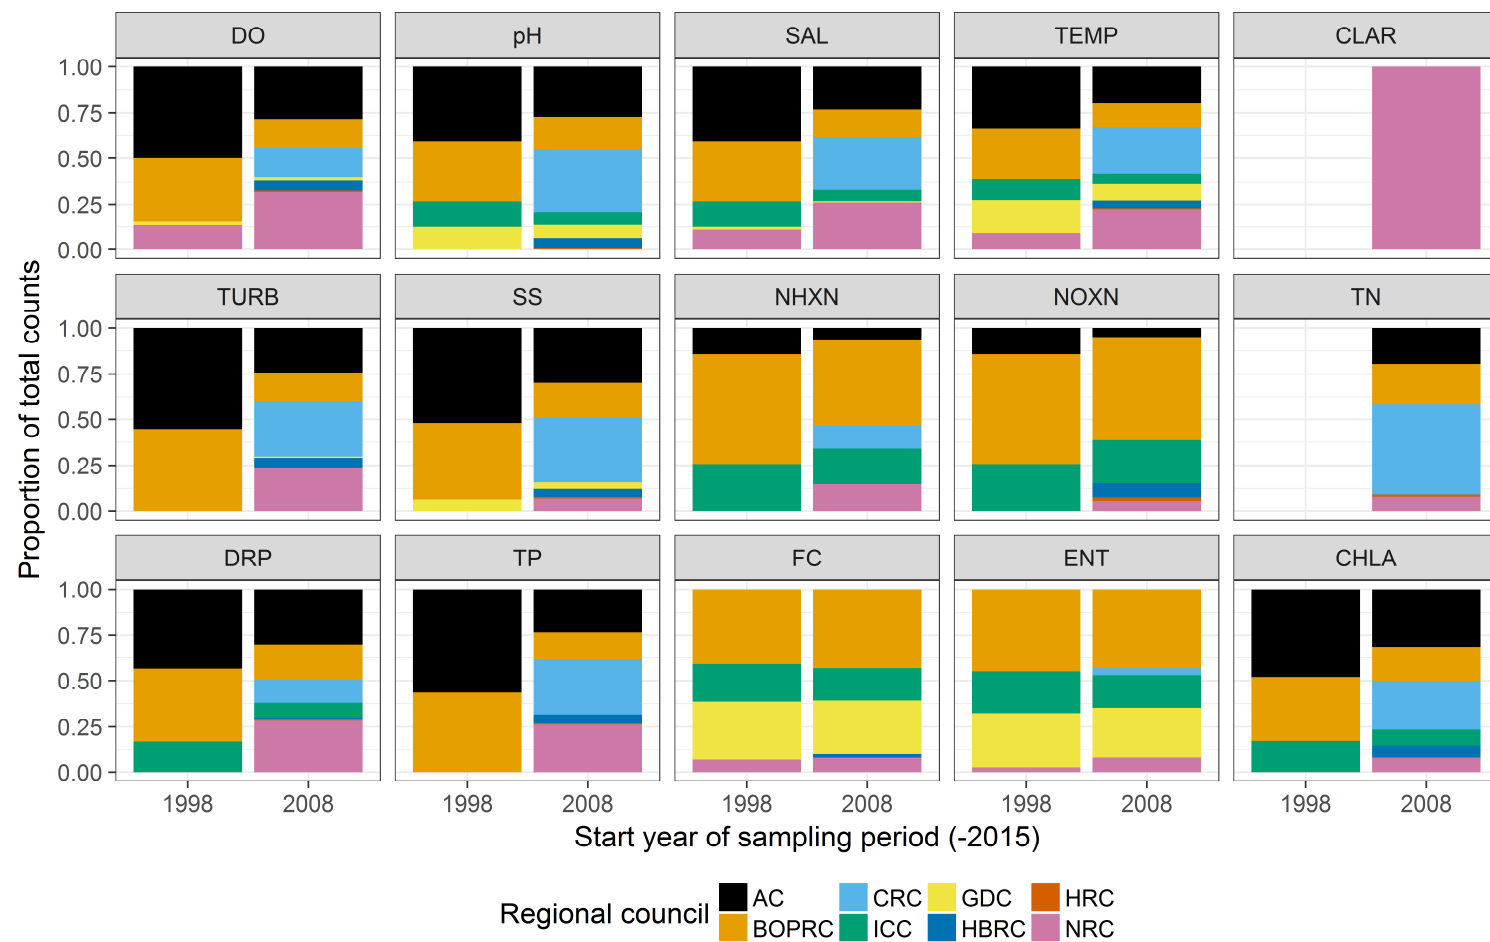 DO pH SAL TEMP CLAR
1.00
0.75
0.50
0.25
0.00
TURB SS NHXN NOXN TN
1.00
0.75
0.50
0.25
0.00
DRP TP FC ENT CHLA
1.00
0.75
0.50
0.25
0.00
Proportion of total counts
1998 2008 1998 2008 1998 2008 1998 2008 1998 2008
Start year of sampling period (-2015)
Regional council
AC CRC GDC HRC
BOPRC ICC HBRC NRC